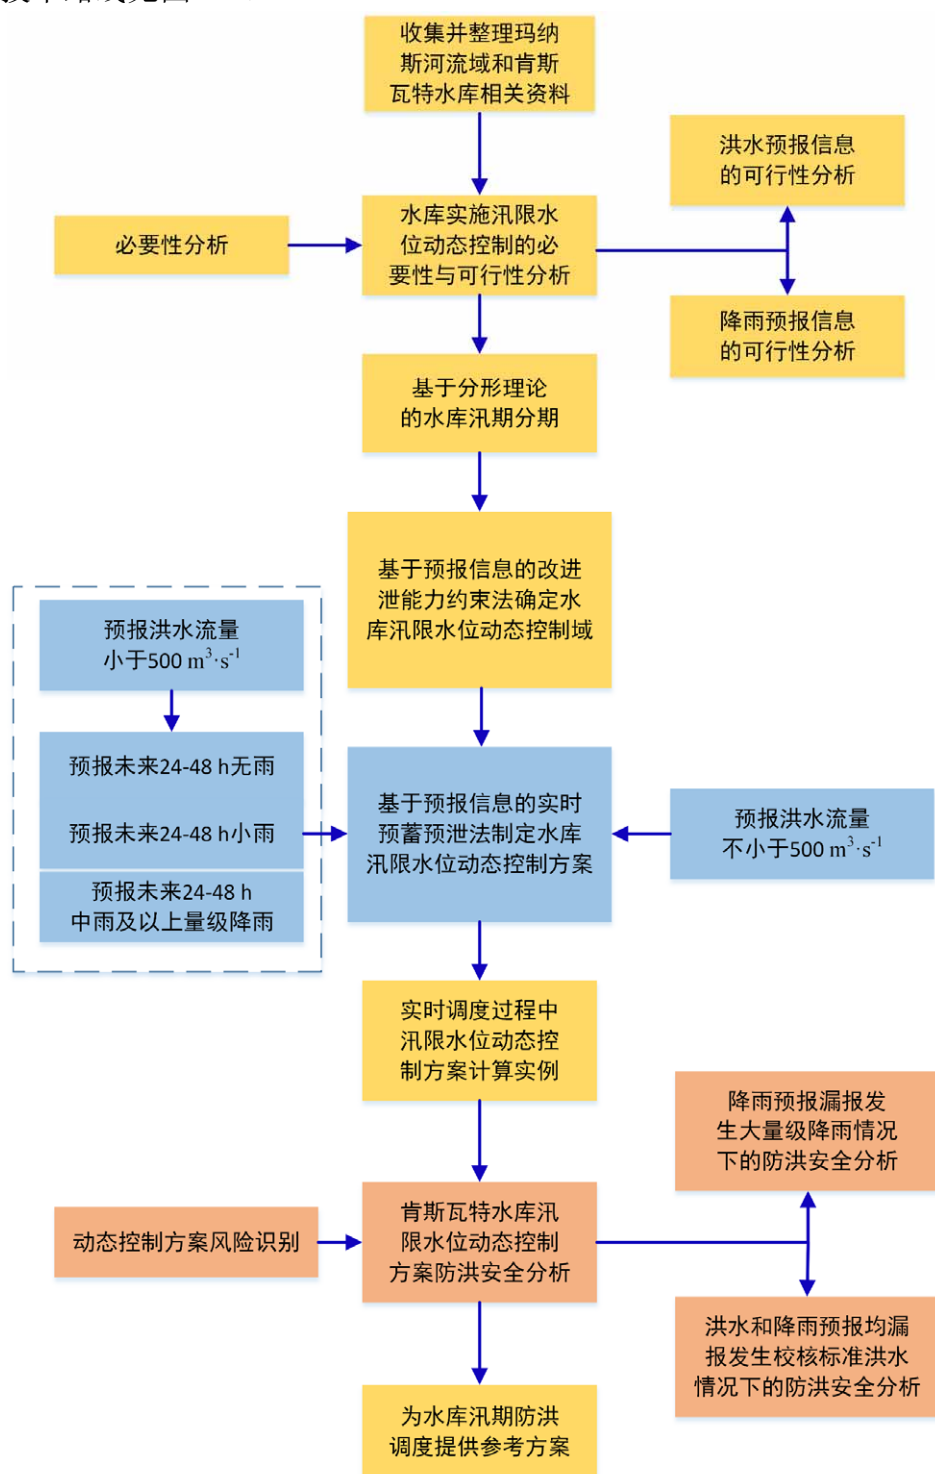 收集并整理玛纳
斯河流域和肯斯
瓦特水库相关资料
洪水预报信息
的可行性分析
必要性分析
水库实施汛限水
位动态控制的必
要性与可行性分析
降雨预报信息
的可行性分析
基于分形理论
的水库汛期分期
基于预报信息的改进
泄能力约束法确定水
库汛限水位动态控制域
预报洪水流量
小于500 m³·s⁻¹
预报未来24-48 h无雨
预报未来24-48 h小雨
预报未来24-48 h
中雨及以上量级降雨
基于预报信息的实时
预蓄预泄法制定水库
汛限水位动态控制方案
预报洪水流量
不小于500 m³·s⁻¹
实时调度过程中
汛限水位动态控
制方案计算实例
降雨预报漏报发
生大量级降雨情况
下的防洪安全分析
动态控制方案风险识别
肯斯瓦特水库汛
限水位动态控制
方案防洪安全分析
洪水和降雨预报均漏
报发生校核标准洪水
情况下的防洪安全分析
为水库汛期防洪
调度提供参考方案